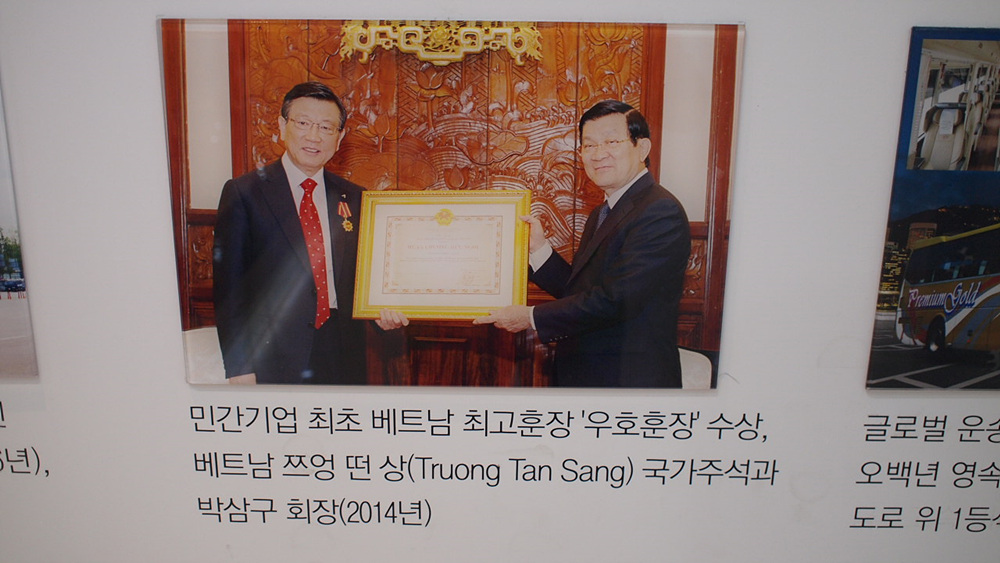 민간기업 최초 베트남 최고훈장 '우호훈장' 수상,
베트남 쯔엉 떤 상(Truong Tan Sang) 국가주석과
박삼구 회장(2014년)
년),
Premium Gold
글로벌 운송
오백년 영속
도로 위 1등